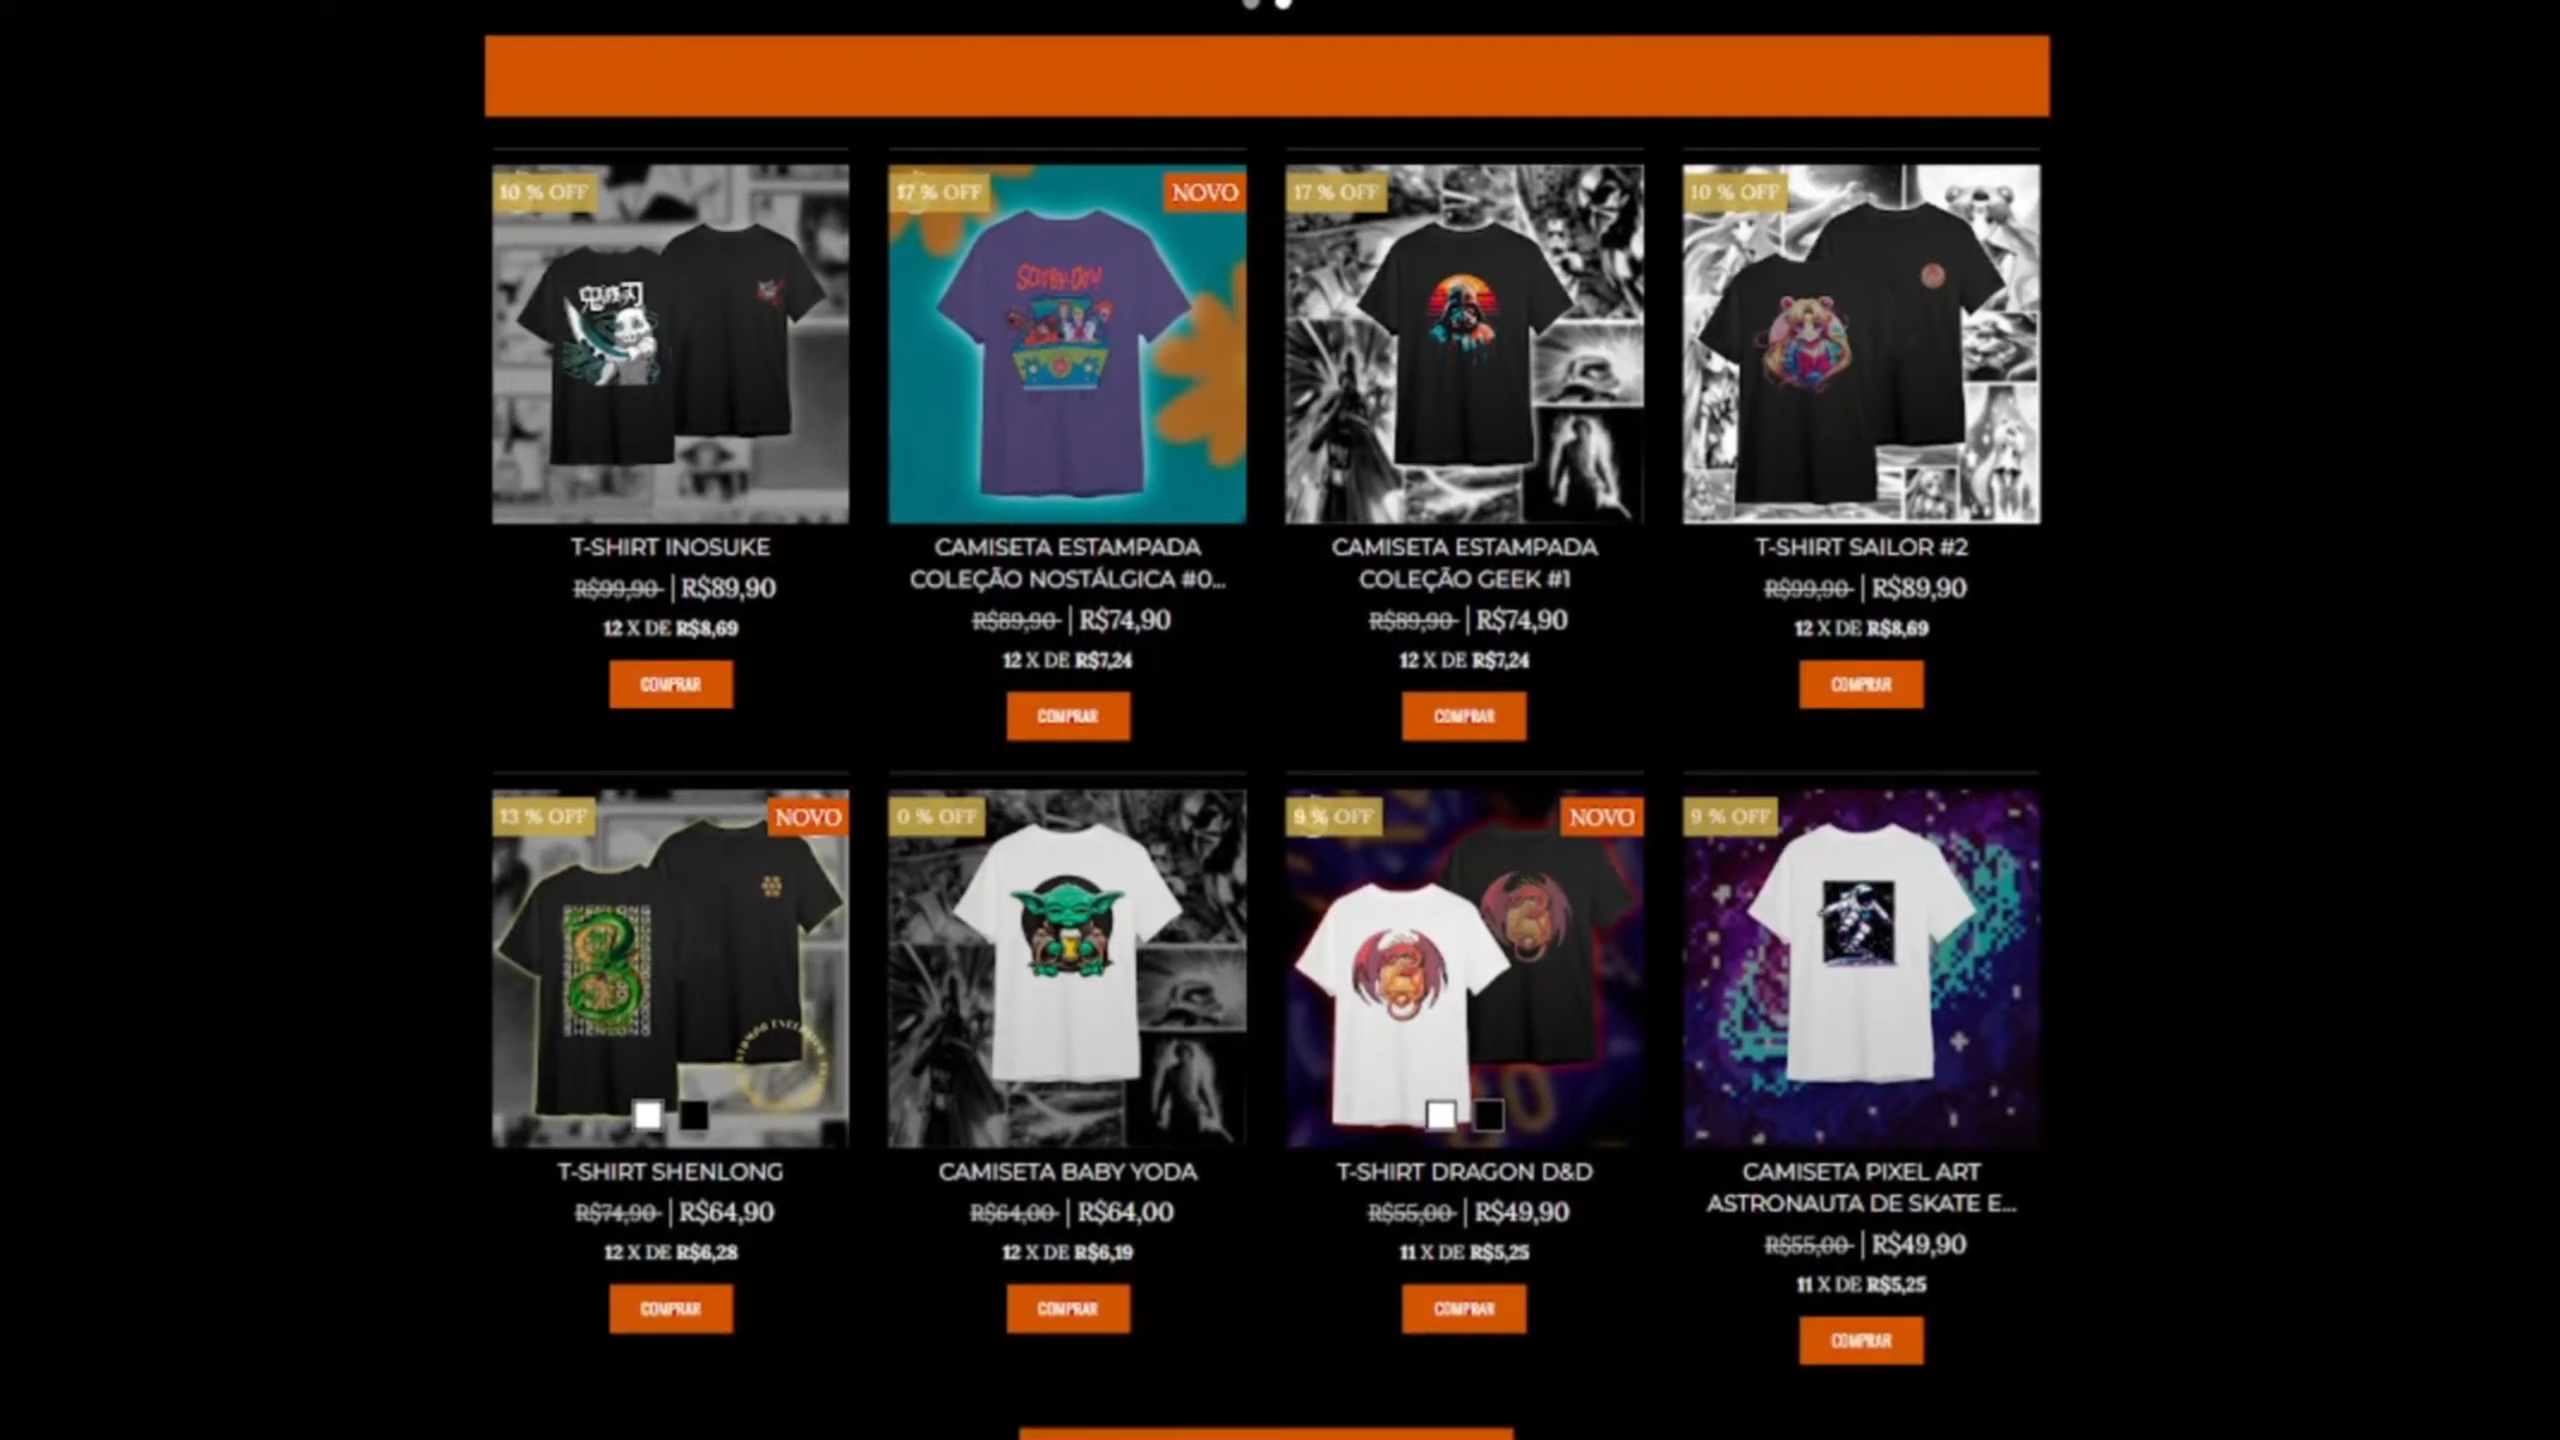 10 % OFF
17 % OFF
NOVO
17 % OFF
10 % OFF
T-SHIRT INOSUKE
R$99,90 | R$89,90
12 X DE R$8,69
COMPRAR
SCOOBY-DOO!
CAMISETA ESTAMPADA
COLEÇÃO NOSTÁLGICA #0...
R$89,90 | R$74,90
12 X DE R$7,24
COMPRAR
CAMISETA ESTAMPADA
COLEÇÃO GEEK #1
R$89,90 | R$74,90
12 X DE R$7,24
COMPRAR
T-SHIRT SAILOR #2
R$99,90 | R$89,90
12 X DE R$8,69
COMPRAR
13 % OFF
NOVO
0 % OFF
9 % OFF
NOVO
9 % OFF
T-SHIRT SHENLONG
R$74,90 | R$64,90
12 X DE R$6,28
COMPRAR
CAMISETA BABY YODA
R$64,00 | R$64,00
12 X DE R$6,19
COMPRAR
T-SHIRT DRAGON D&D
R$55,00 | R$49,90
11 X DE R$5,25
COMPRAR
CAMISETA PIXEL ART
ASTRONAUTA DE SKATE E...
R$55,00 | R$49,90
11 X DE R$5,25
COMPRAR